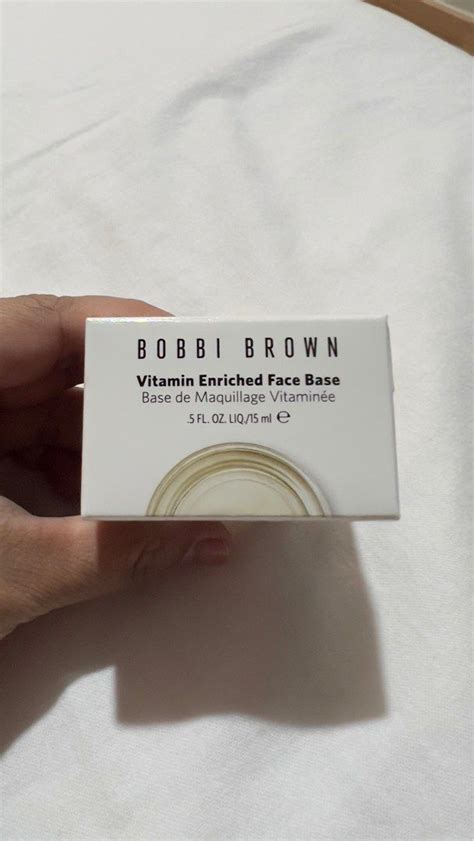 BOBBI BROWN
Vitamin Enriched Face Base
Base de Maquillage Vitaminée
.5 FL. OZ. LIQ./15 ml ℮